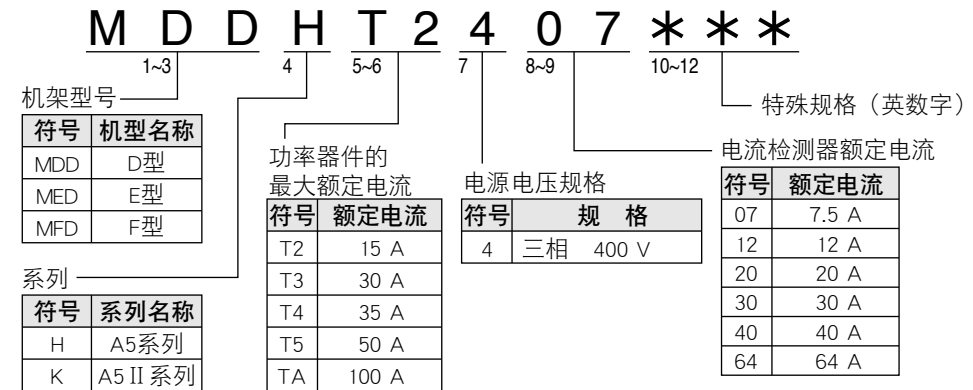 M D D H T 2 4 0 7 ＊ ＊ ＊
1~3 4 5~6 7 8~9 10~12
机架型号
符号 机型名称
MDD D型
MED E型
MFD F型
系列
符号 系列名称
H A5系列
K A5 II 系列
功率器件的
最大额定电流
符号 额定电流
T2 15 A
T3 30 A
T4 35 A
T5 50 A
TA 100 A
电源电压规格
符号 规 格
4 三相 400 V
特殊规格（英数字）
电流检测器额定电流
符号 额定电流
07 7.5 A
12 12 A
20 20 A
30 30 A
40 40 A
64 64 A